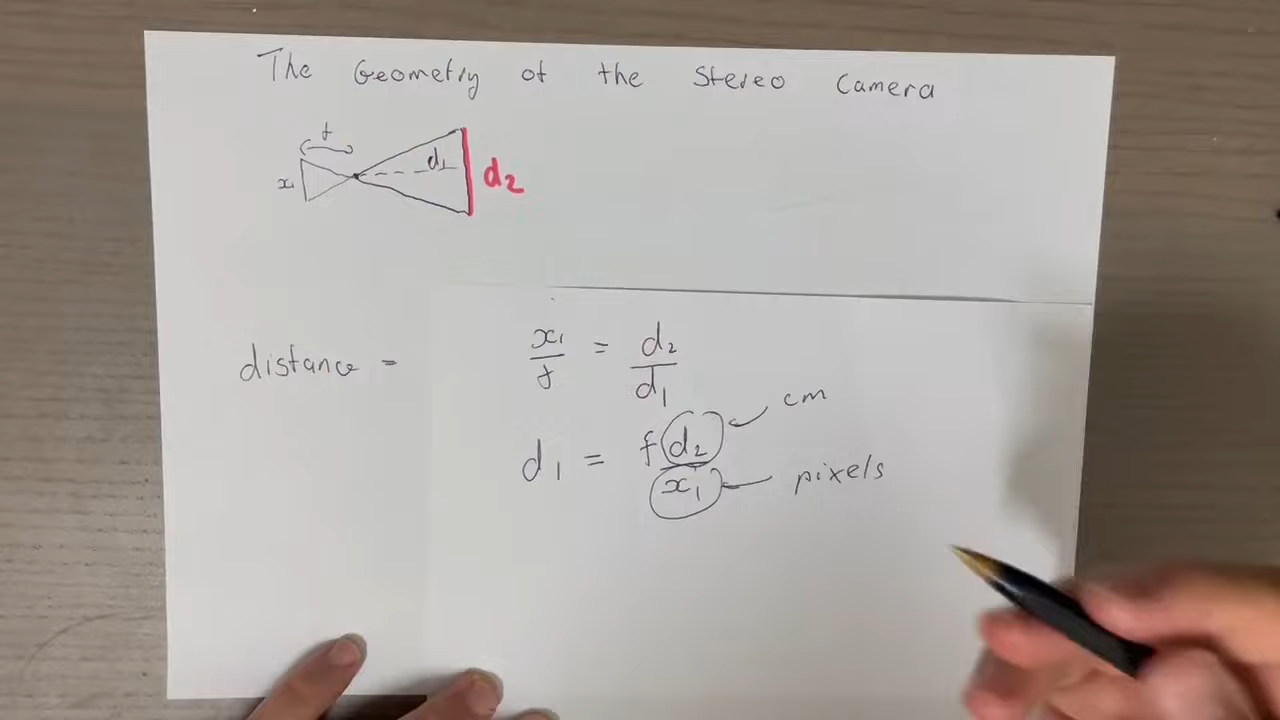 The Geometry of the Stereo Camera
f
x₁
d₁
d₂
distance =
x₁/f = d₂/d₁
cm
d₁ = f d₂/x₁
pixels